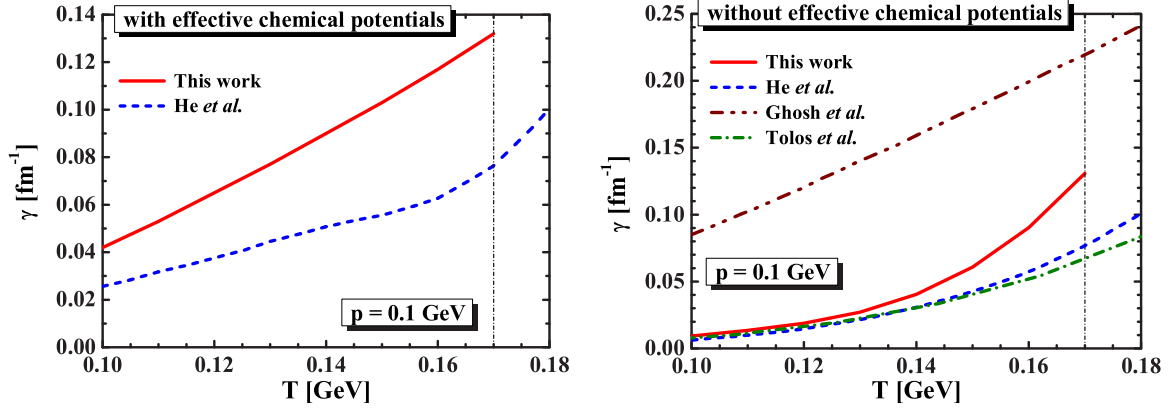 with effective chemical potentials
This work
He et al.
p = 0.1 GeV
γ [fm⁻¹]
0.14
0.12
0.10
0.08
0.06
0.04
0.02
0.00
0.10
0.12
0.14
0.16
0.18
T [GeV]
without effective chemical potentials
This work
He et al.
Ghosh et al.
Tolos et al.
p = 0.1 GeV
γ [fm⁻¹]
0.25
0.20
0.15
0.10
0.05
0.00
0.10
0.12
0.14
0.16
0.18
T [GeV]